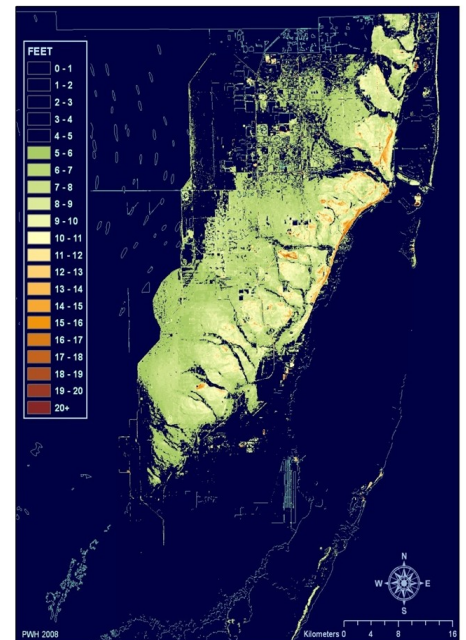 FEET
0 - 1
1 - 2
2 - 3
3 - 4
4 - 5
5 - 6
6 - 7
7 - 8
8 - 9
9 - 10
10 - 11
11 - 12
12 - 13
13 - 14
14 - 15
15 - 16
16 - 17
17 - 18
18 - 19
19 - 20
20+
N
W E
S
PWH 2008
Kilometers 0 4 8 16